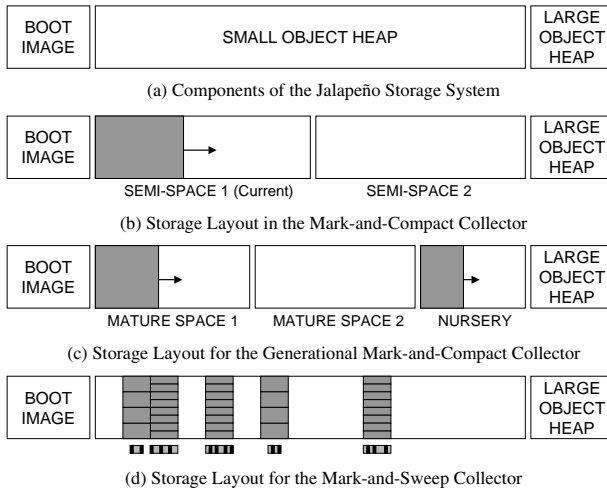 BOOT IMAGE
SMALL OBJECT HEAP
LARGE OBJECT HEAP
(a) Components of the Jalapeño Storage System
BOOT IMAGE
LARGE OBJECT HEAP
SEMI-SPACE 1 (Current)
SEMI-SPACE 2
(b) Storage Layout in the Mark-and-Compact Collector
BOOT IMAGE
LARGE OBJECT HEAP
MATURE SPACE 1
MATURE SPACE 2
NURSERY
(c) Storage Layout for the Generational Mark-and-Compact Collector
BOOT IMAGE
LARGE OBJECT HEAP
(d) Storage Layout for the Mark-and-Sweep Collector